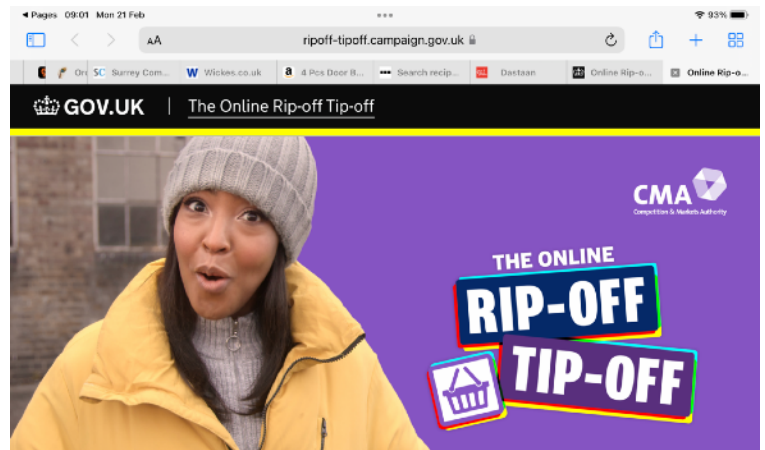 Pages 09:01 Mon 21 Feb 93%
AA ripoff-tipoff.campaign.gov.uk
SC Surrey Com... W Wickes.co.uk a 4 Pcs Door B... Search recip... Dastaan Online Rip-o... Online Rip-o...
GOV.UK The Online Rip-off Tip-off
CMA
Competition & Markets Authority
THE ONLINE
RIP-OFF
TIP-OFF